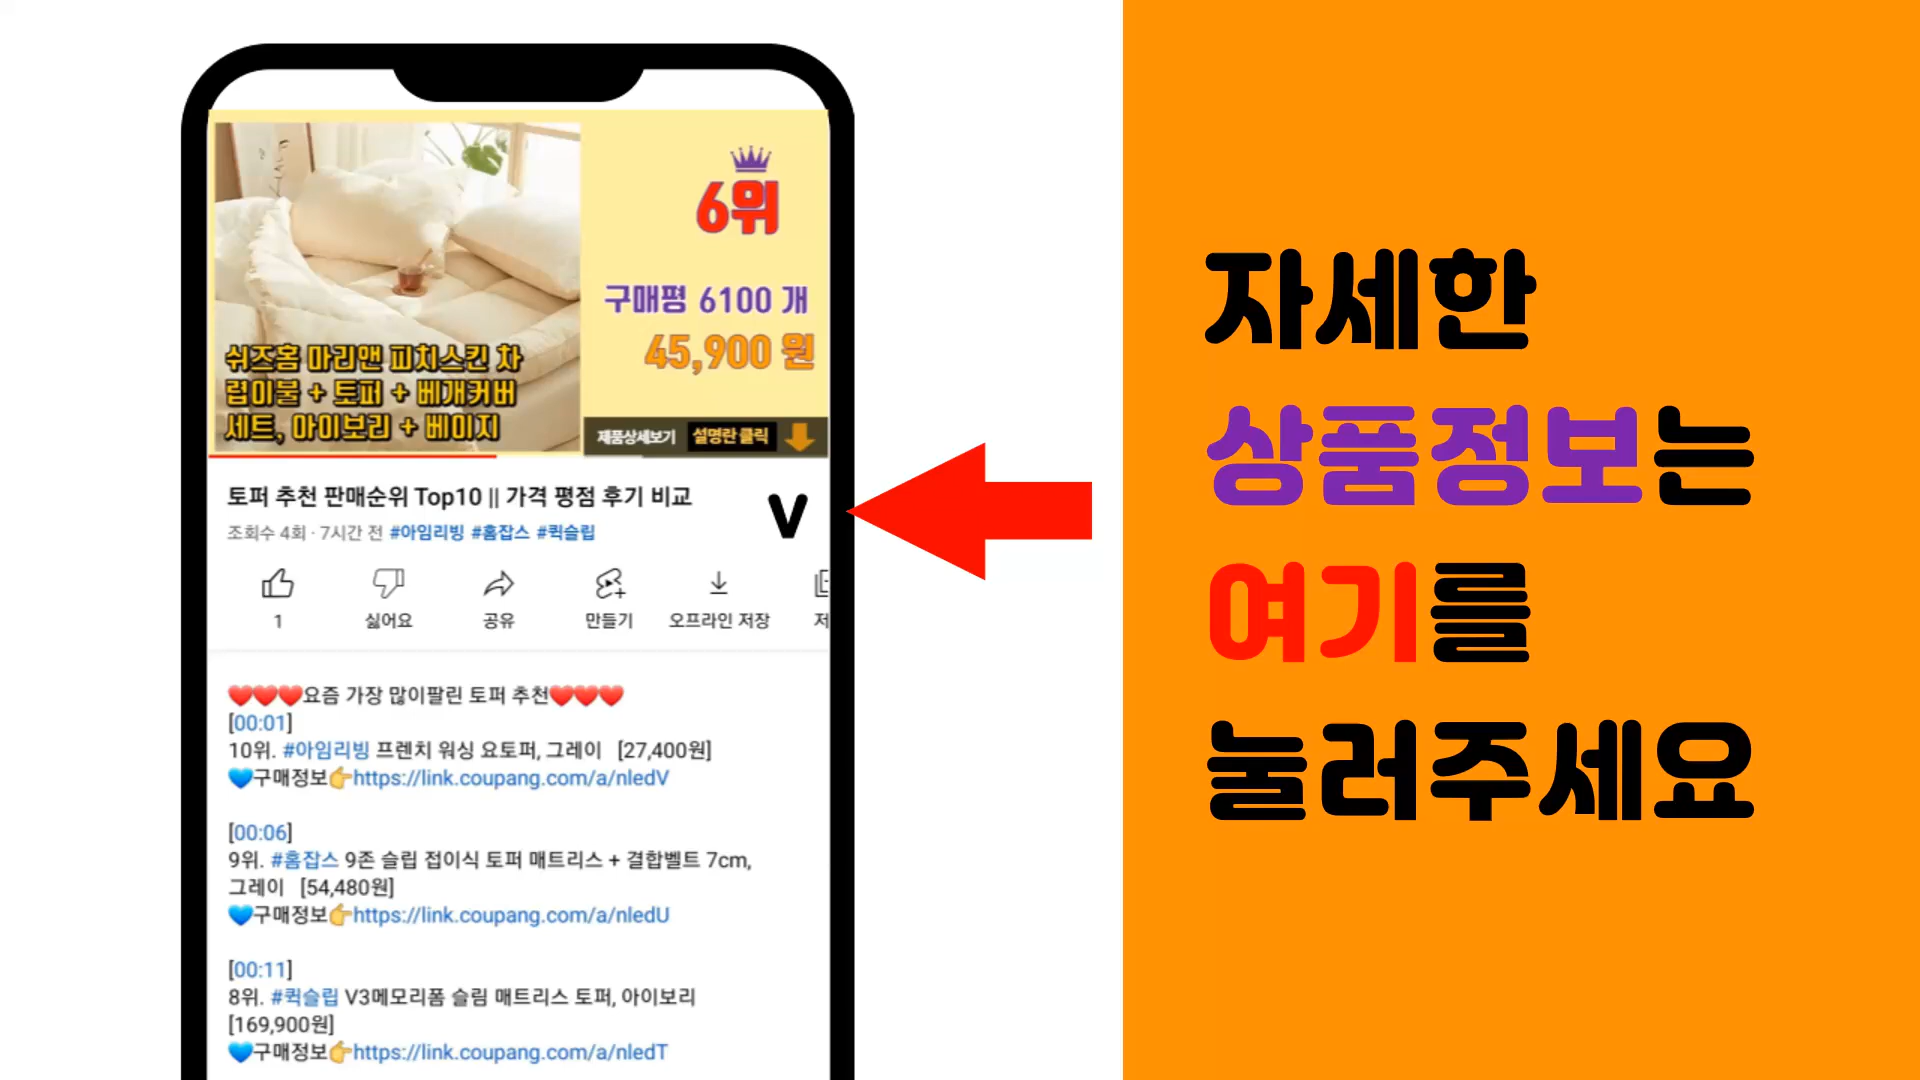 6위
구매평 6100 개
45,900 원
쉬즈홈 마리앤 피치스킨 차
렵이불 + 토퍼 + 베개커버
세트, 아이보리 + 베이지
제품상세보기 설명란 클릭
토퍼 추천 판매순위 Top10 || 가격 평점 후기 비교
V
조회수 4회 · 7시간 전 #아임리빙 #홈잡스 #퀵슬립
1 싫어요 공유 만들기 오프라인 저장 저
❤️❤️❤️요즘 가장 많이팔린 토퍼 추천❤️❤️❤️
[00:01]
10위. #아임리빙 프렌치 워싱 요토퍼, 그레이 [27,400원]
💙구매정보👉https://link.coupang.com/a/nledV
[00:06]
9위. #홈잡스 9존 슬립 접이식 토퍼 매트리스 + 결합벨트 7cm,
그레이 [54,480원]
💙구매정보👉https://link.coupang.com/a/nledU
[00:11]
8위. #퀵슬립 V3메모리폼 슬림 매트리스 토퍼, 아이보리
[169,900원]
💙구매정보👉https://link.coupang.com/a/nledT
자세한
상품정보는
여기를
눌러주세요